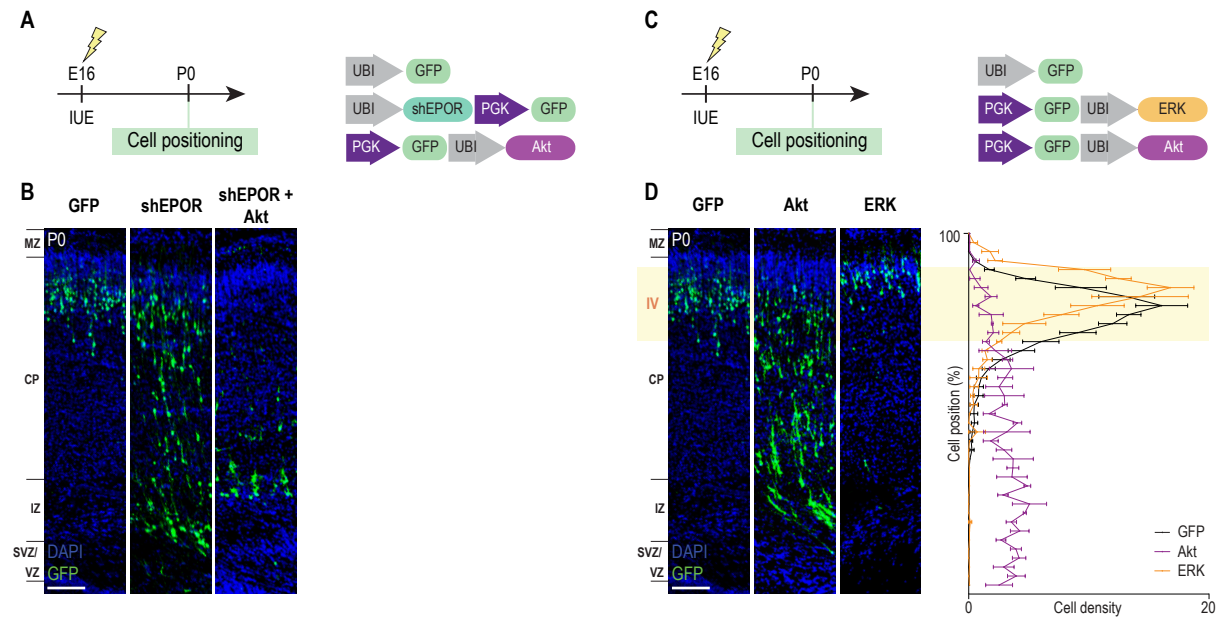 A
E16
P0
IUE
Cell positioning
UBI
GFP
UBI
shEPOR
PGK
GFP
PGK
GFP
UBI
Akt
B
GFP
shEPOR
shEPOR +
Akt
P0
MZ
CP
IZ
SVZ/
VZ
DAPI
GFP
C
E16
P0
IUE
Cell positioning
UBI
GFP
PGK
GFP
UBI
ERK
PGK
GFP
UBI
Akt
D
GFP
Akt
ERK
P0
MZ
IV
CP
IZ
SVZ/
VZ
DAPI
GFP
100
Cell position (%)
GFP
Akt
ERK
0
Cell density
20